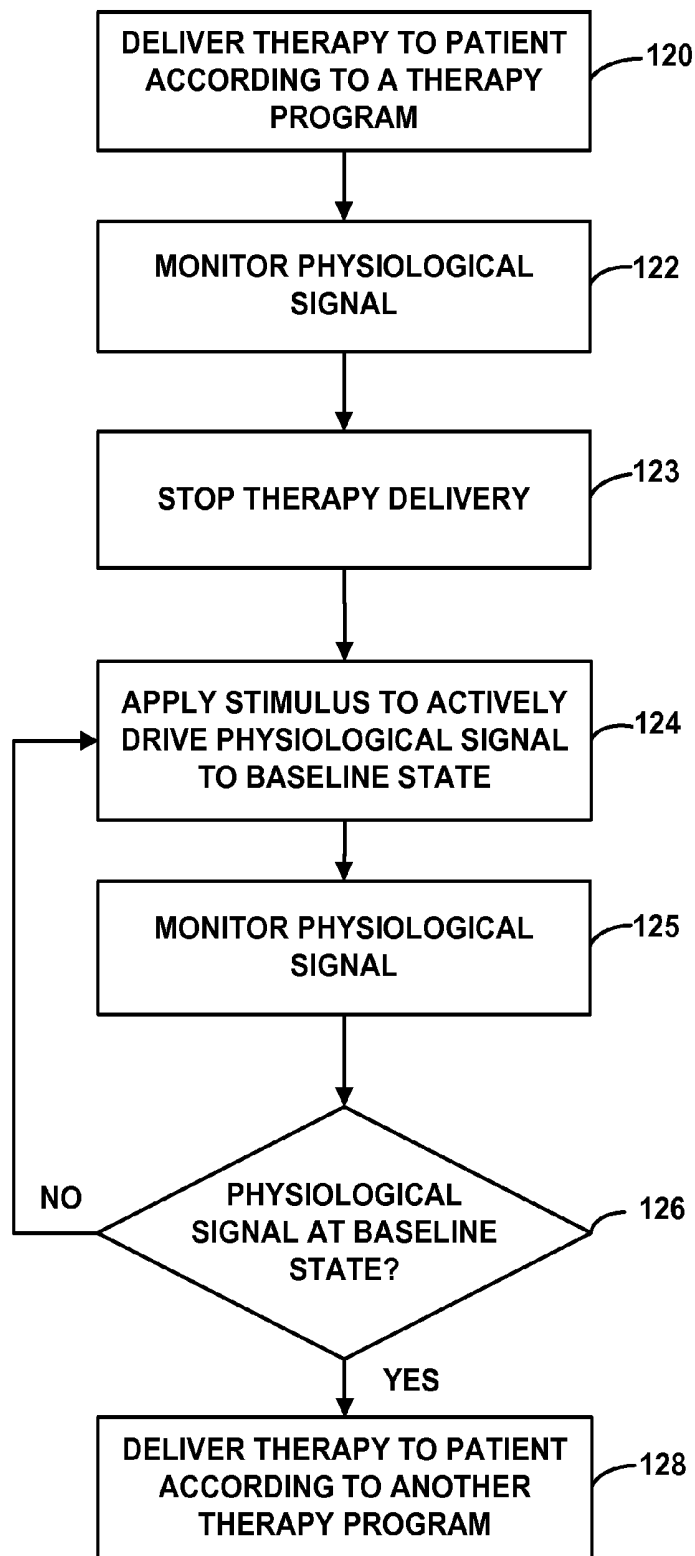 DELIVER THERAPY TO PATIENT
ACCORDING TO A THERAPY
PROGRAM
120
MONITOR PHYSIOLOGICAL
SIGNAL
122
STOP THERAPY DELIVERY
123
APPLY STIMULUS TO ACTIVELY
DRIVE PHYSIOLOGICAL SIGNAL
TO BASELINE STATE
124
MONITOR PHYSIOLOGICAL
SIGNAL
125
PHYSIOLOGICAL
SIGNAL AT BASELINE
STATE?
126
NO
YES
DELIVER THERAPY TO PATIENT
ACCORDING TO ANOTHER
THERAPY PROGRAM
128